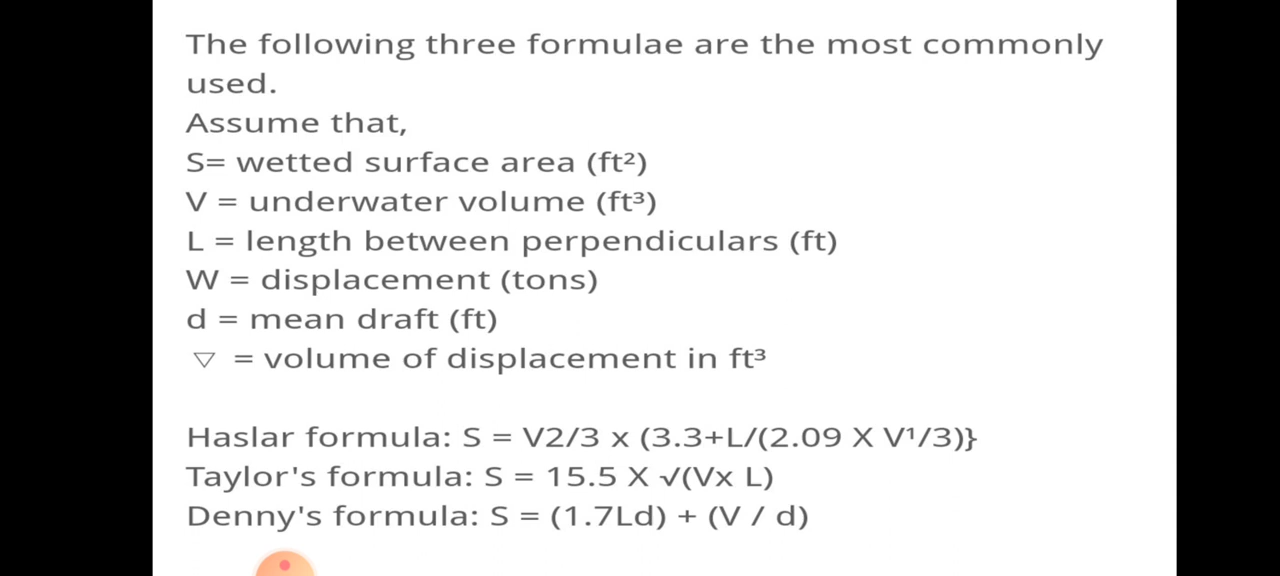 The following three formulae are the most commonly
used.
Assume that,
S= wetted surface area (ft²)
V = underwater volume (ft³)
L = length between perpendiculars (ft)
W = displacement (tons)
d = mean draft (ft)
▽ = volume of displacement in ft³
Haslar formula: S = V2/3 x (3.3+L/(2.09 X V¹/3)}
Taylor's formula: S = 15.5 X √(Vx L)
Denny's formula: S = (1.7Ld) + (V / d)